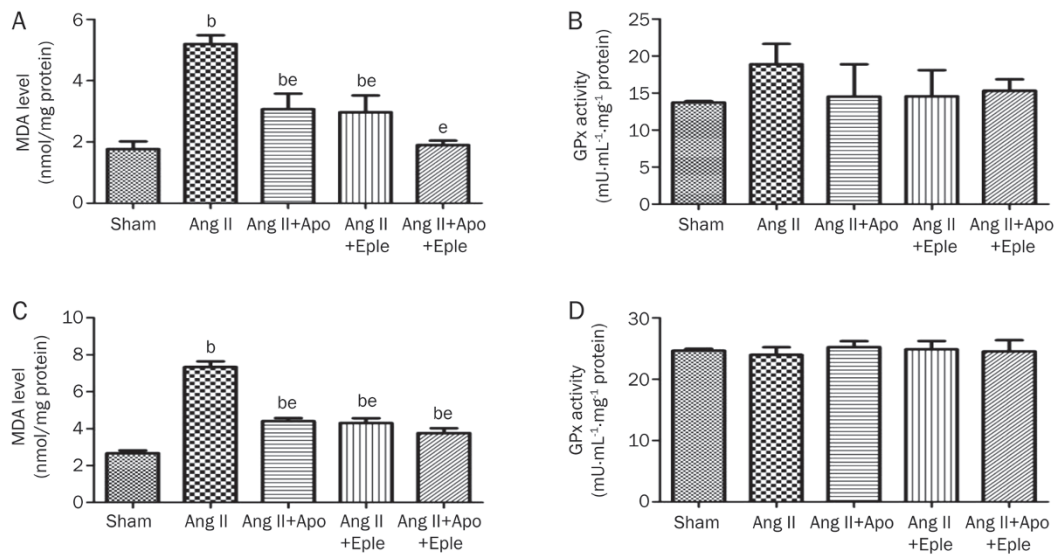 A
MDA level
(nmol/mg protein)
6
4
2
0
b
be
be
e
Sham
Ang II
Ang II+Apo
Ang II
+Eple
Ang II+Apo
+Eple
B
GPx activity
(mU·mL⁻¹·mg⁻¹ protein)
25
20
15
10
5
0
Sham
Ang II
Ang II+Apo
Ang II
+Eple
Ang II+Apo
+Eple
C
MDA level
(nmol/mg protein)
10
8
6
4
2
0
b
be
be
be
Sham
Ang II
Ang II+Apo
Ang II
+Eple
Ang II+Apo
+Eple
D
GPx activity
(mU·mL⁻¹·mg⁻¹ protein)
30
20
10
0
Sham
Ang II
Ang II+Apo
Ang II
+Eple
Ang II+Apo
+Eple